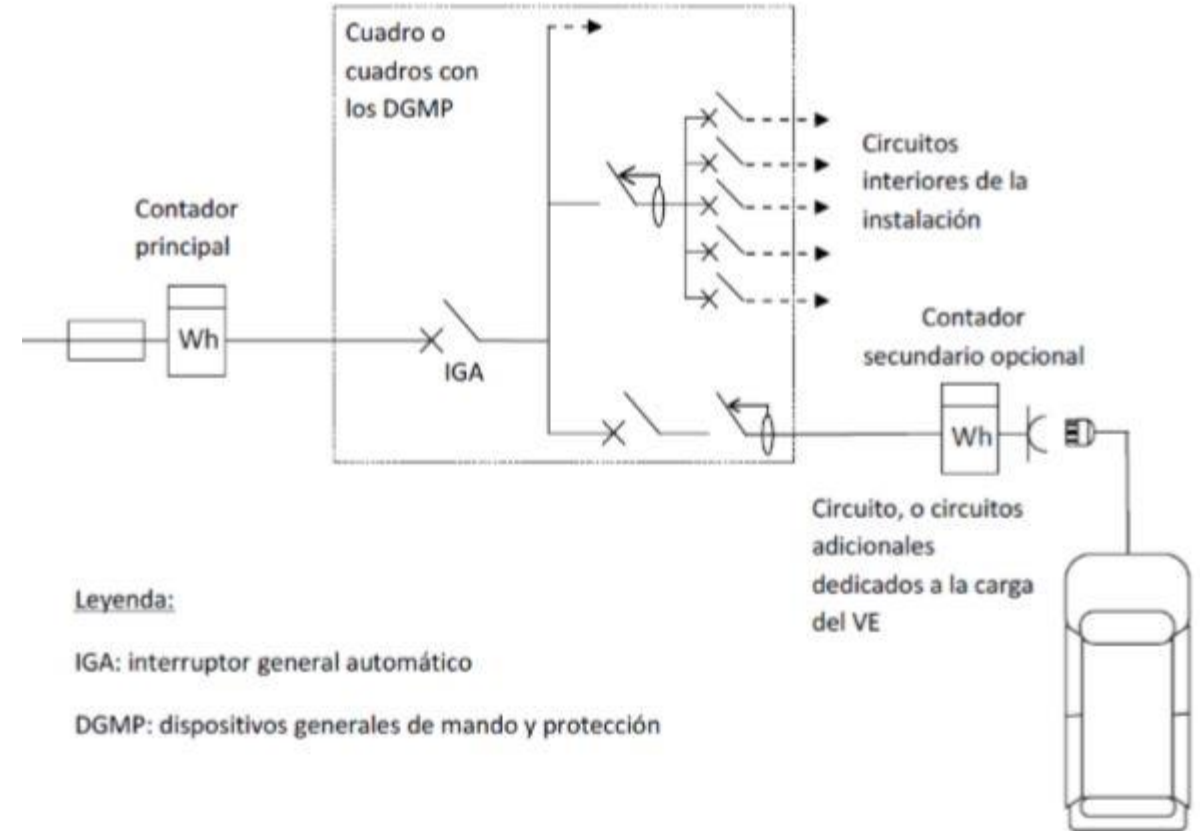 Cuadro o
cuadros con
los DGMP
Circuitos
interiores de la
instalación
Contador
principal
Wh
IGA
Contador
secundario opcional
Wh
Circuito, o circuitos
adicionales
dedicados a la carga
del VE
Leyenda:
IGA: interruptor general automático
DGMP: dispositivos generales de mando y protección